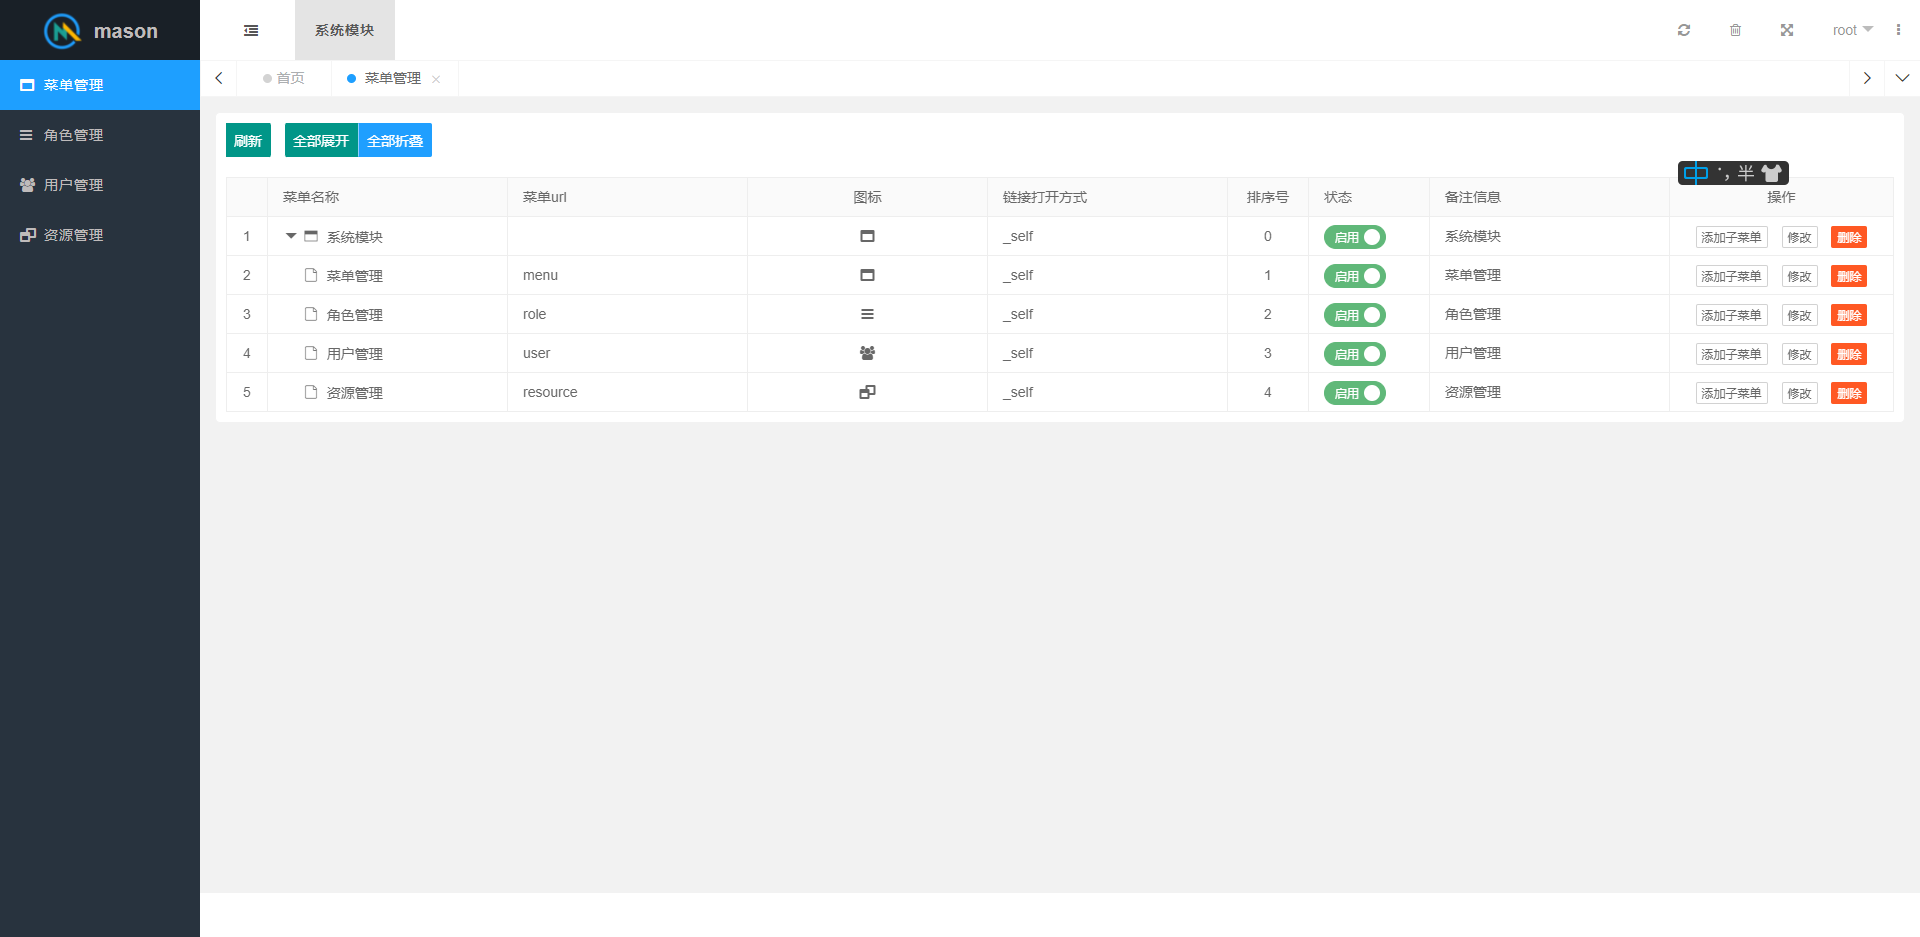 mason
系统模块
root
菜单管理
角色管理
用户管理
资源管理
首页
菜单管理
刷新
全部展开
全部折叠
中 ,半
菜单名称 菜单url 图标 链接打开方式 排序号 状态 备注信息 操作
1 系统模块 _self 0 启用 系统模块 添加子菜单 修改 删除
2 菜单管理 menu _self 1 启用 菜单管理 添加子菜单 修改 删除
3 角色管理 role _self 2 启用 角色管理 添加子菜单 修改 删除
4 用户管理 user _self 3 启用 用户管理 添加子菜单 修改 删除
5 资源管理 resource _self 4 启用 资源管理 添加子菜单 修改 删除